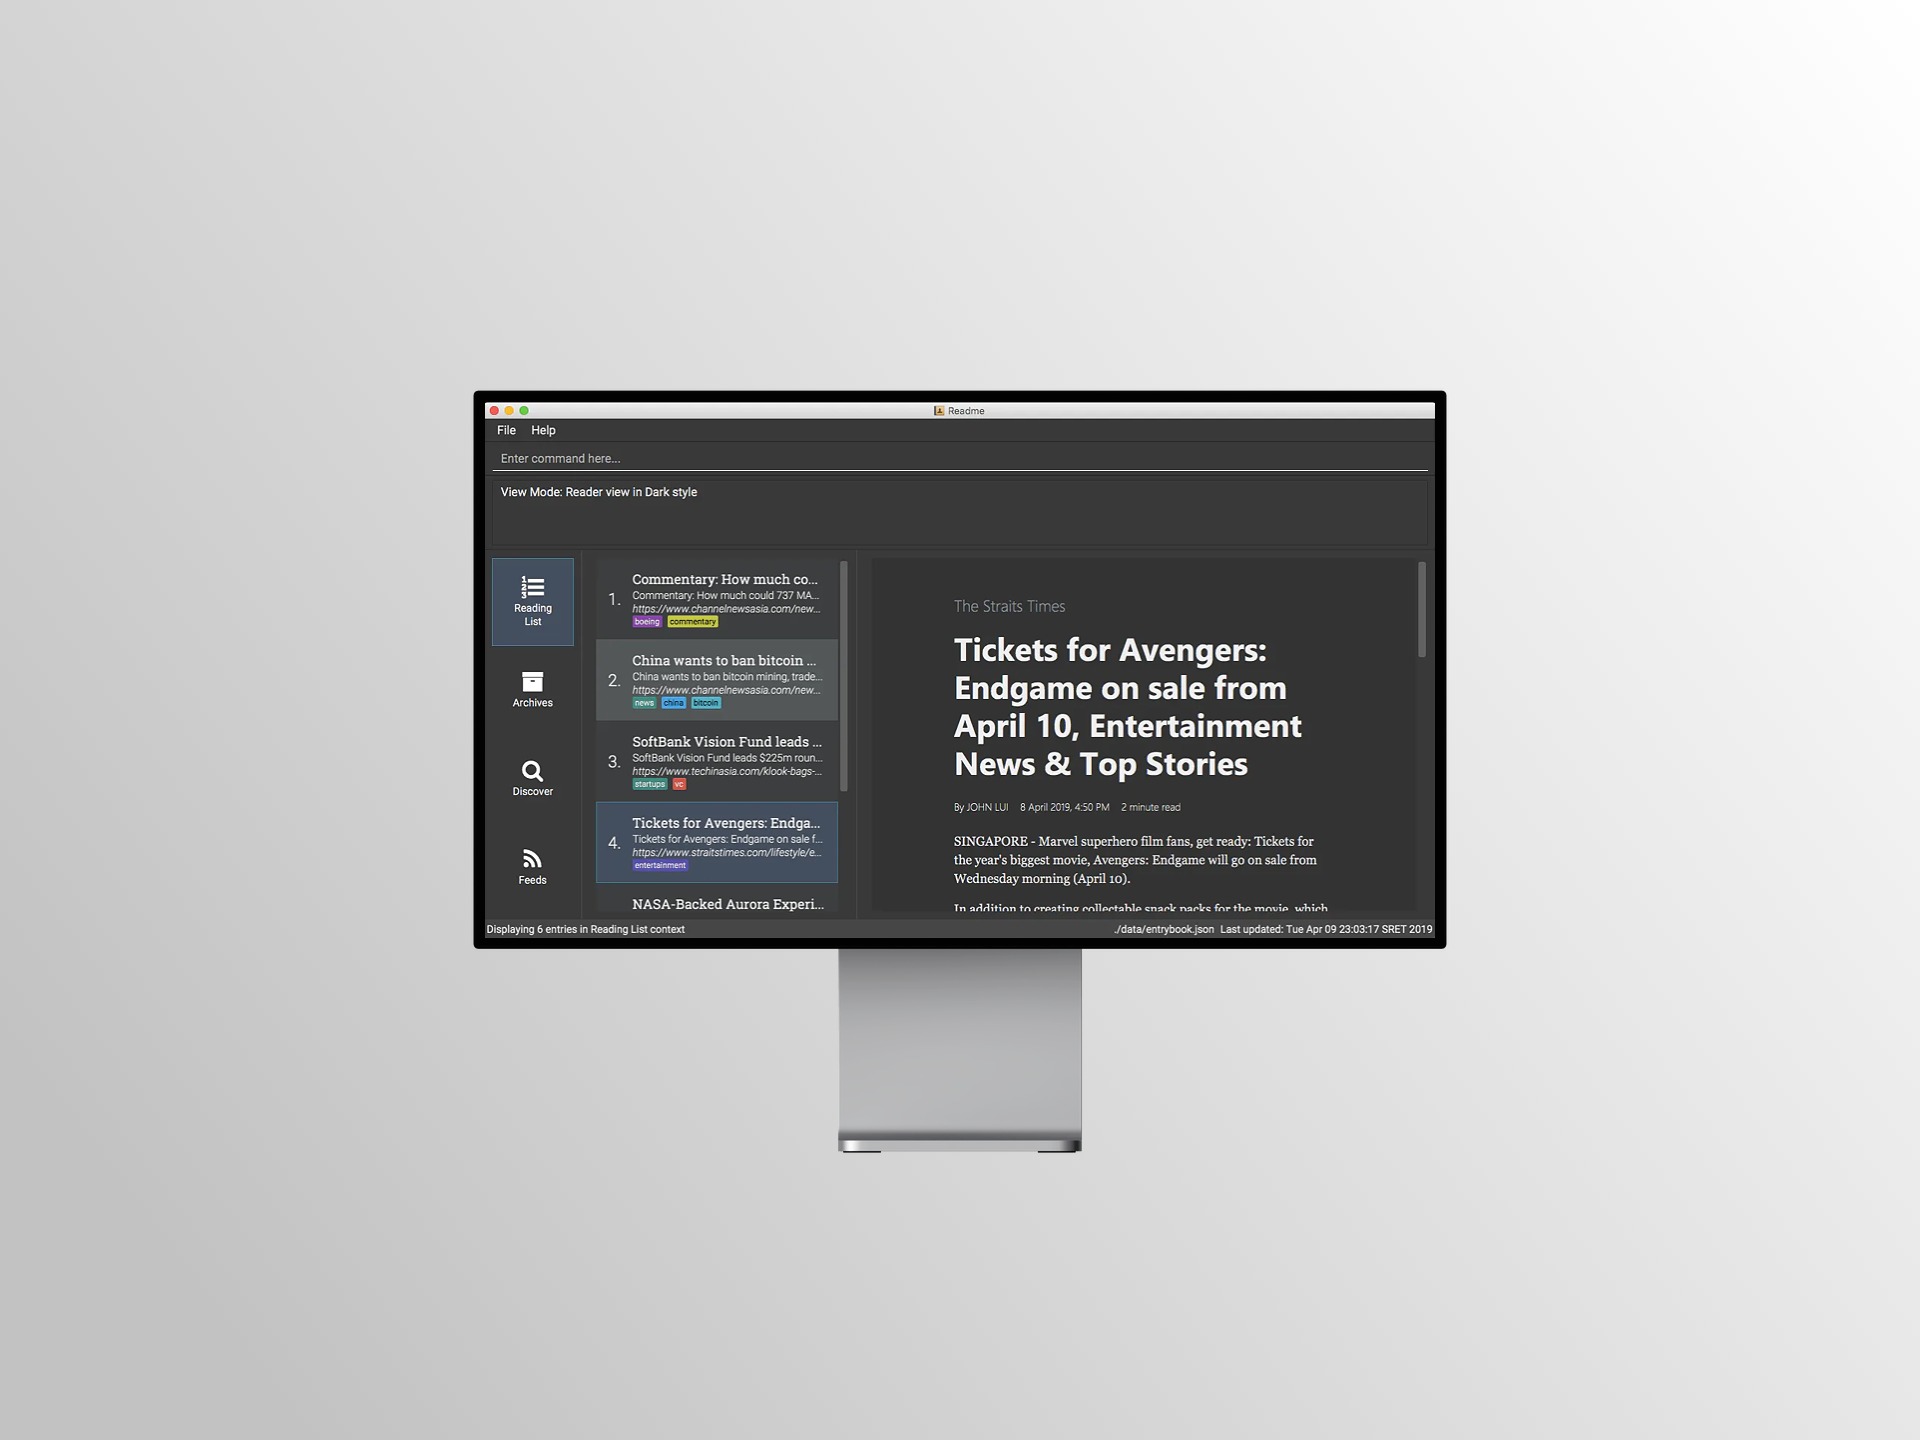 Readme
File Help
Enter command here...
View Mode: Reader view in Dark style
Reading
List
Archives
Discover
Feeds
1.
Commentary: How much co...
Commentary: How much could 737 MA...
https://www.channelnewsasia.com/new...
boeing commentary
2.
China wants to ban bitcoin ...
China wants to ban bitcoin mining, trade...
https://www.channelnewsasia.com/new...
news china bitcoin
3.
SoftBank Vision Fund leads ...
SoftBank Vision Fund leads $225m roun...
https://www.techinasia.com/klook-bags-...
startups vc
4.
Tickets for Avengers: Endga...
Tickets for Avengers: Endgame on sale f...
https://www.straitstimes.com/lifestyle/e...
entertainment
NASA-Backed Aurora Experi...
The Straits Times
Tickets for Avengers:
Endgame on sale from
April 10, Entertainment
News & Top Stories
By JOHN LUI 8 April 2019, 4:50 PM 2 minute read
SINGAPORE - Marvel superhero film fans, get ready: Tickets for
the year's biggest movie, Avengers: Endgame will go on sale from
Wednesday morning (April 10).
In addition to creating collectable snack packs for the movie, which
Displaying 6 entries in Reading List context
./data/entrybook.json Last updated: Tue Apr 09 23:03:17 SRET 2019